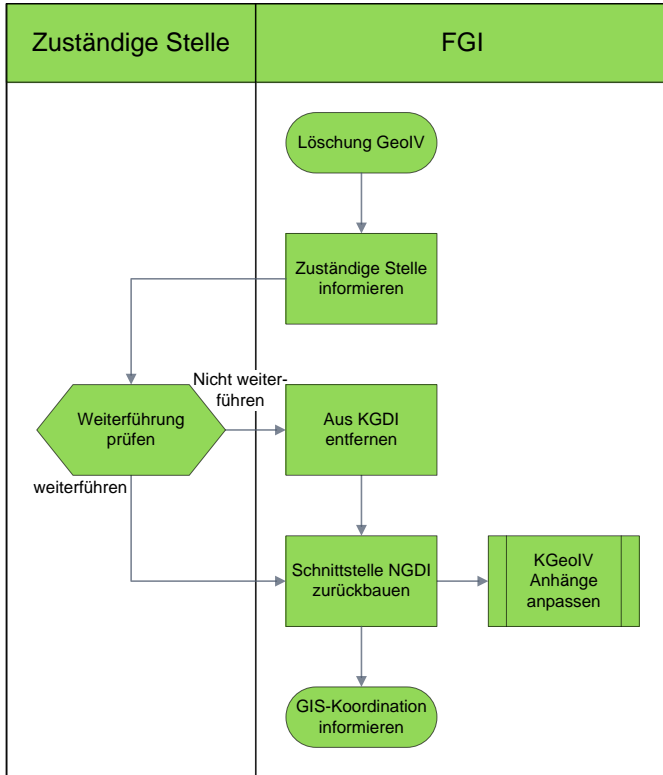 Zuständige Stelle
FGI
Löschung GeoIV
Zuständige Stelle
informieren
Nicht weiter-
führen
Weiterführung
prüfen
Aus KGDI
entfernen
weiterführen
Schnittstelle NGDI
zurückbauen
KGeoIV
Anhänge
anpassen
GIS-Koordination
informieren